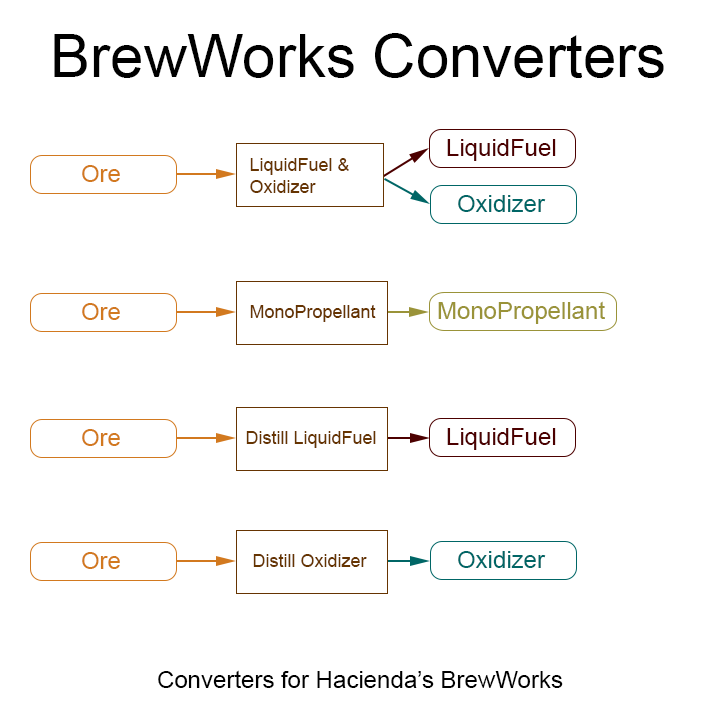 BrewWorks Converters
Ore
LiquidFuel &
Oxidizer
LiquidFuel
Oxidizer
Ore
MonoPropellant
MonoPropellant
Ore
Distill LiquidFuel
LiquidFuel
Ore
Distill Oxidizer
Oxidizer
Converters for Hacienda’s BrewWorks